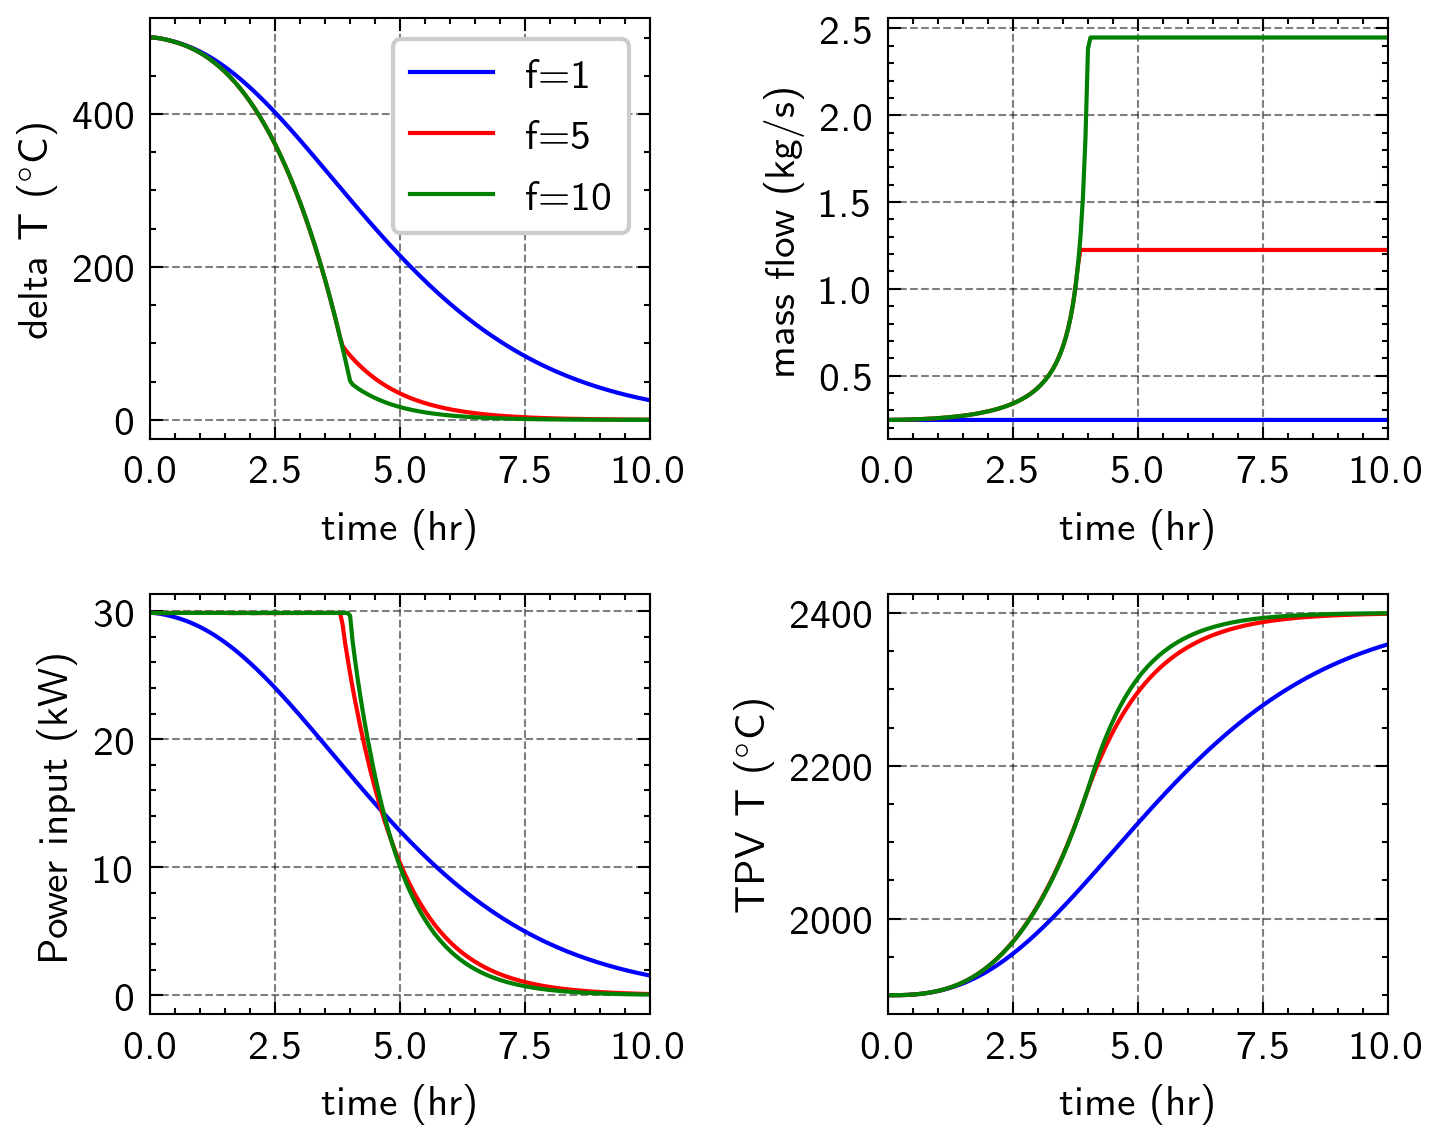 delta T (°C)
400
200
0
0.0 2.5 5.0 7.5 10.0
time (hr)
f=1
f=5
f=10
mass flow (kg/s)
2.5
2.0
1.5
1.0
0.5
0.0 2.5 5.0 7.5 10.0
time (hr)
Power input (kW)
30
20
10
0
0.0 2.5 5.0 7.5 10.0
time (hr)
TPV T (°C)
2400
2200
2000
0.0 2.5 5.0 7.5 10.0
time (hr)